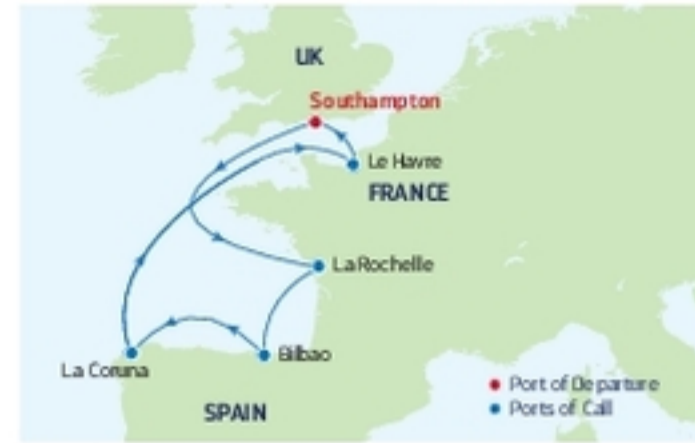 UK
Southampton
Le Havre
FRANCE
La Rochelle
La Coruna
Bilbao
SPAIN
Port of Departure
Ports of Call